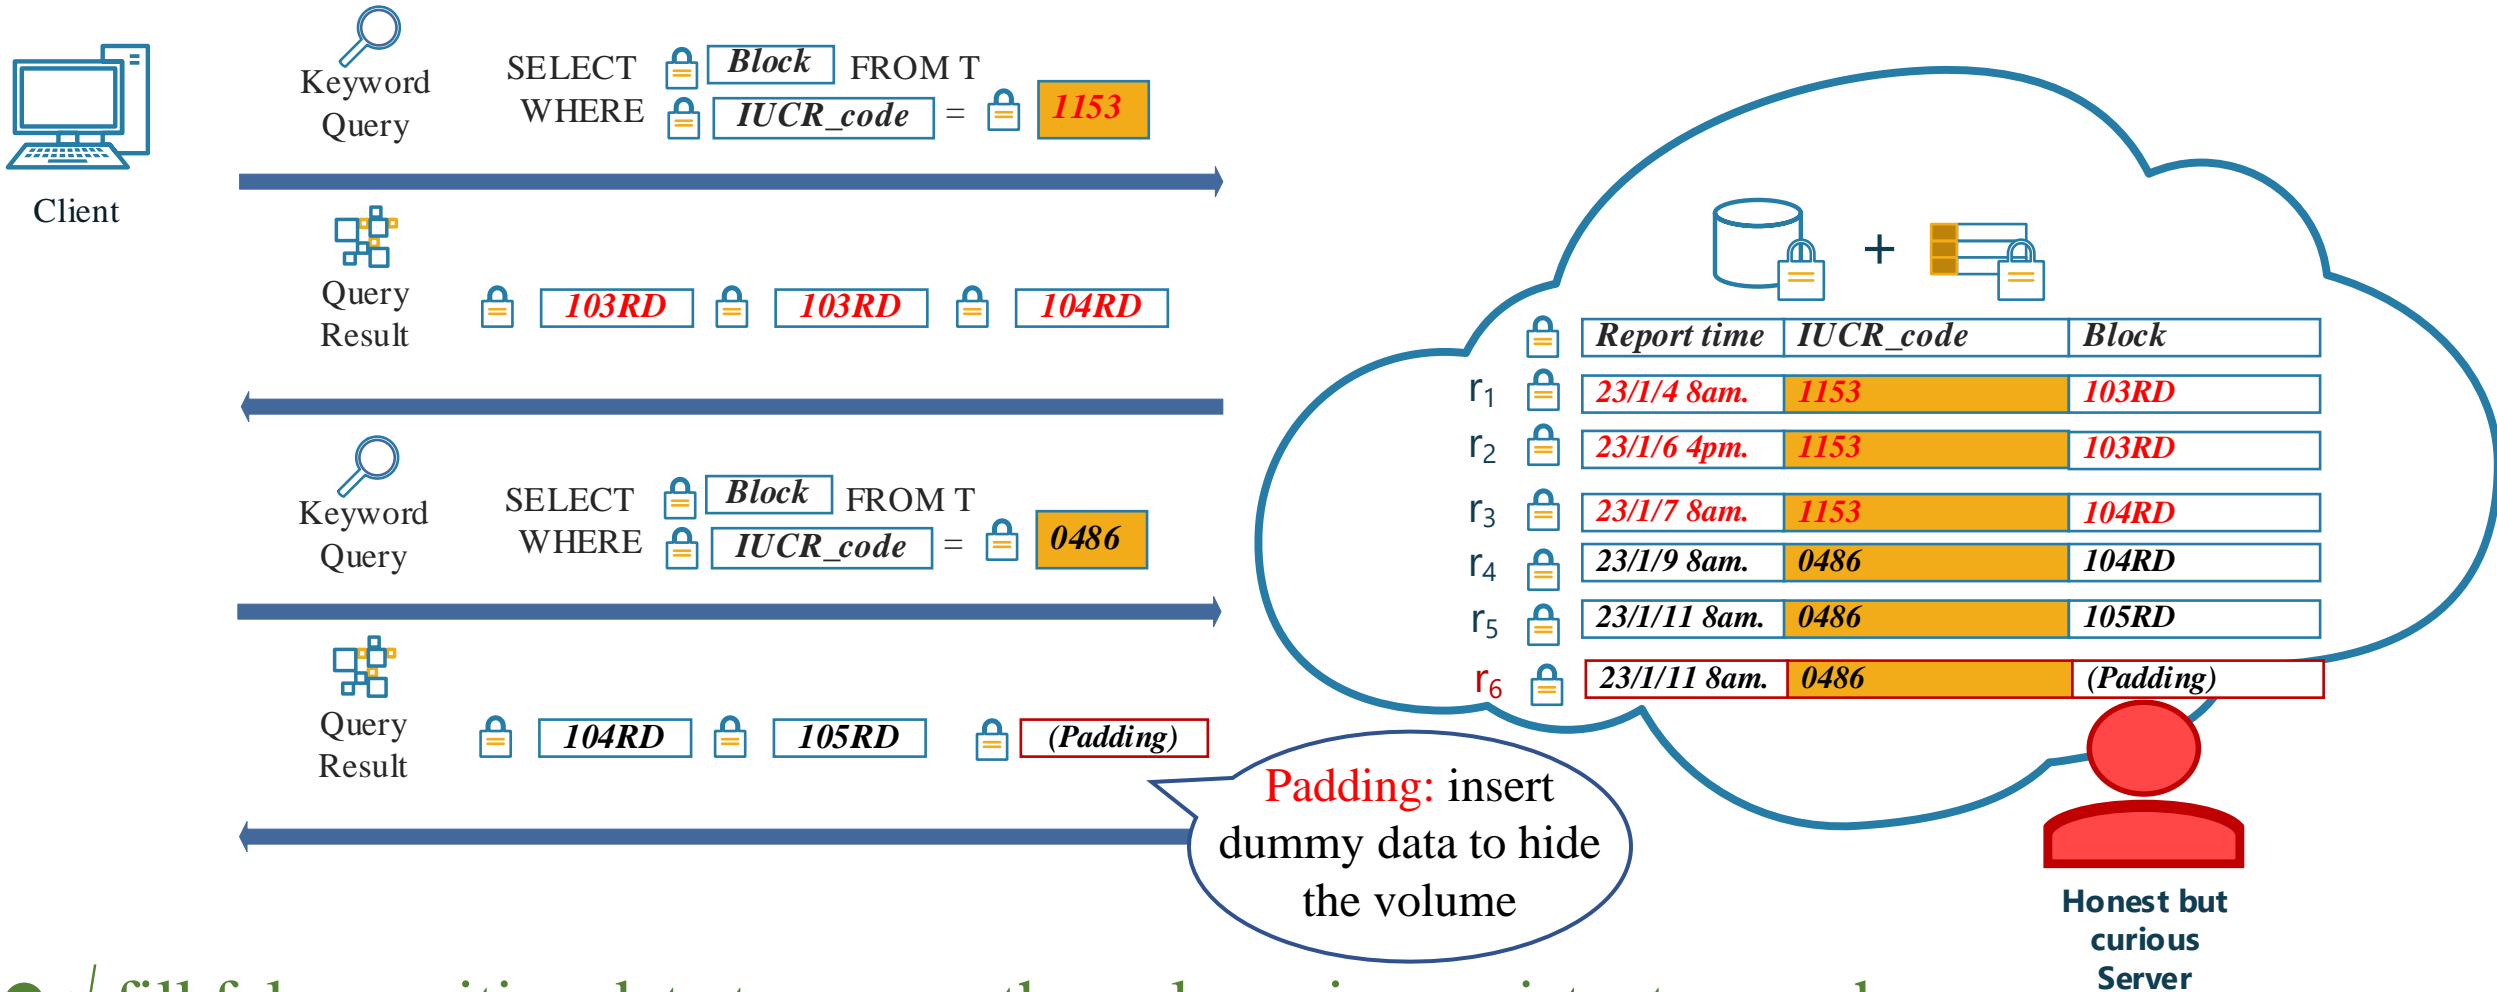 Client
Keyword
Query
SELECT Block FROM T
WHERE IUCR_code = 1153
Query
Result
103RD 103RD 104RD
Keyword
Query
SELECT Block FROM T
WHERE IUCR_code = 0486
Query
Result
104RD 105RD (Padding)
+
Report time IUCR_code Block
r1 23/1/4 8am. 1153 103RD
r2 23/1/6 4pm. 1153 103RD
r3 23/1/7 8am. 1153 104RD
r4 23/1/9 8am. 0486 104RD
r5 23/1/11 8am. 0486 105RD
r6 23/1/11 8am. 0486 (Padding)
Padding: insert
dummy data to hide
the volume
Honest but
curious
Server